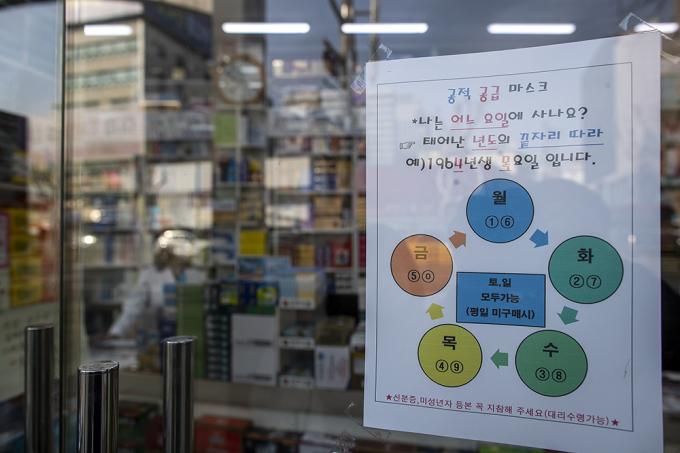 공적 공급 마스크
*나는 어느 요일에 사나요?
☞ 태어난 년도의 끝자리 따라
예)1964년생 목요일 입니다.
월
①⑥
화
②⑦
수
③⑧
목
④⑨
금
⑤⓪
토,일
모두가능
(평일 미구매시)
★신분증,미성년자 등본 꼭 지참해 주세요(대리수령가능)★